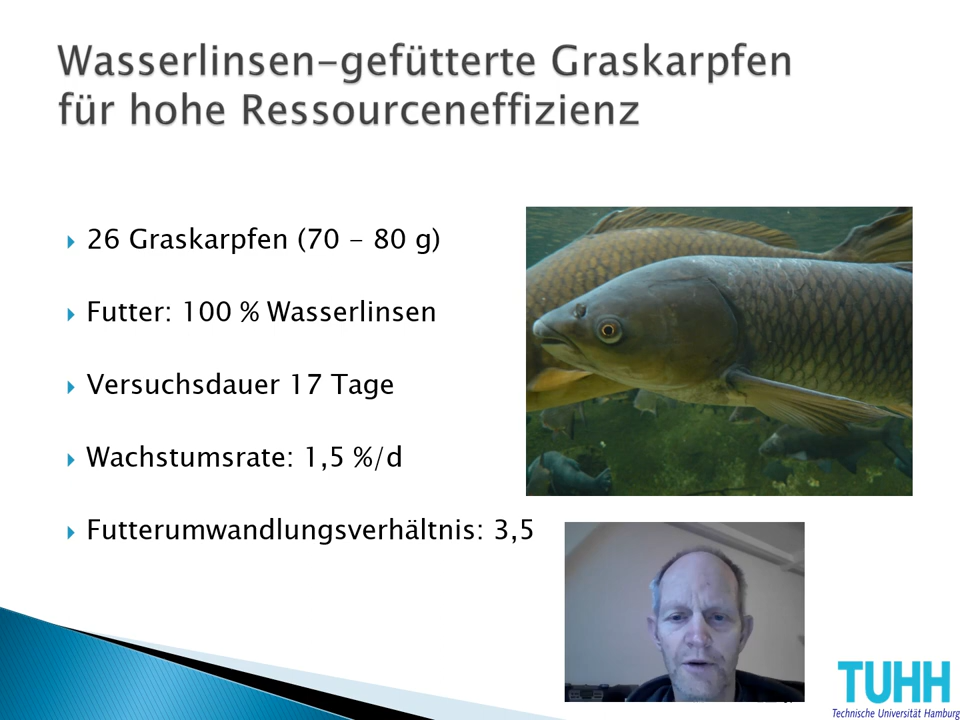 Wasserlinsen-gefütterte Graskarpfen
für hohe Ressourceneffizienz
26 Graskarpfen (70 - 80 g)
Futter: 100 % Wasserlinsen
Versuchsdauer 17 Tage
Wachstumsrate: 1,5 %/d
Futterumwandlungsverhältnis: 3,5
TUHH
Technische Universität Hamburg